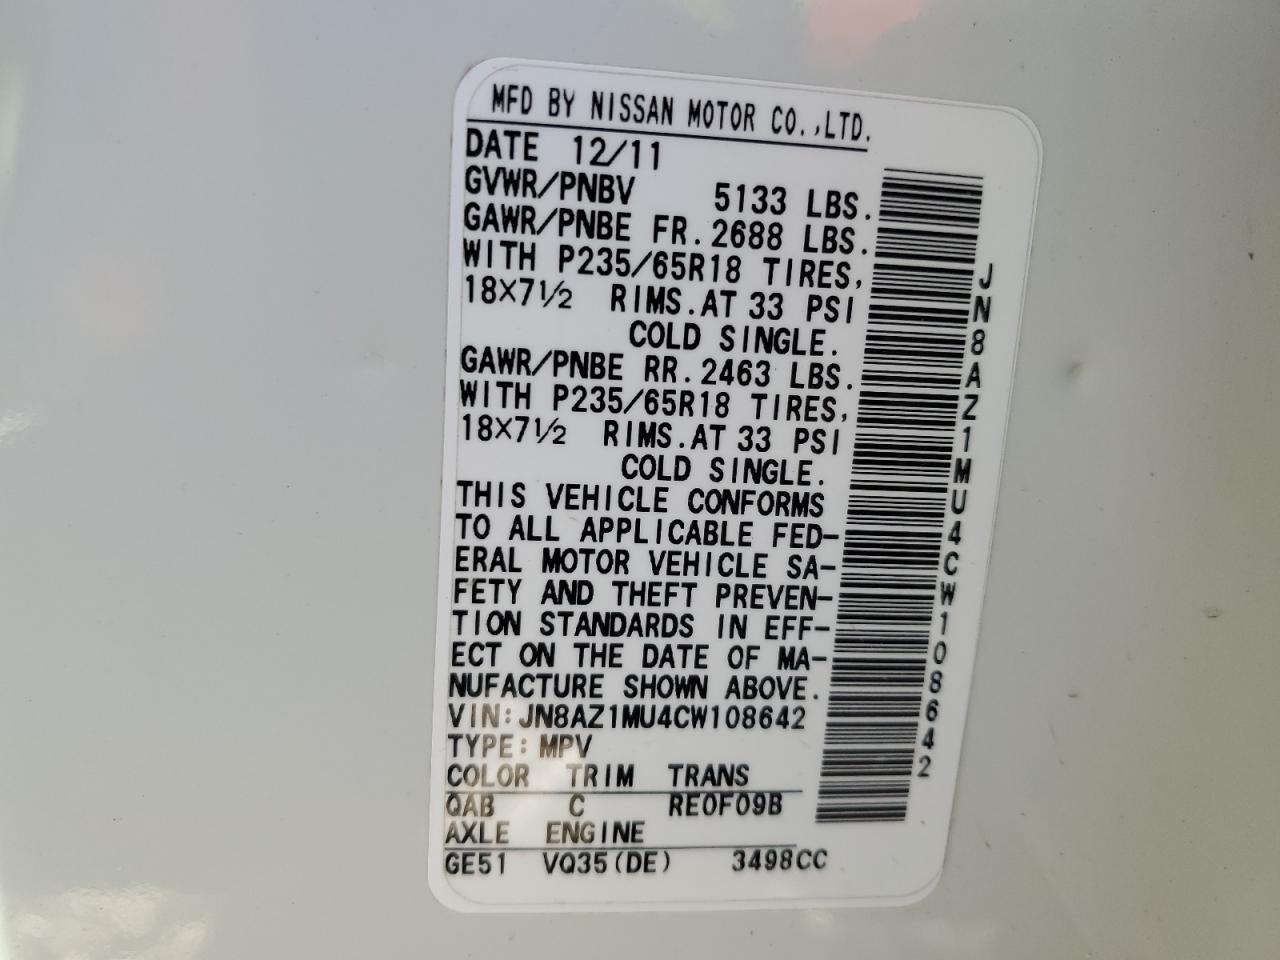 MFD BY NISSAN MOTOR CO.,LTD.
DATE 12/11
GVWR/PNBV 5133 LBS.
GAWR/PNBE FR. 2688 LBS.
WITH P235/65R18 TIRES,
18×7½ RIMS. AT 33 PSI
COLD SINGLE.
GAWR/PNBE RR. 2463 LBS.
WITH P235/65R18 TIRES,
18×7½ RIMS. AT 33 PSI
COLD SINGLE.
THIS VEHICLE CONFORMS
TO ALL APPLICABLE FED-
ERAL MOTOR VEHICLE SA-
FETY AND THEFT PREVEN-
TION STANDARDS IN EFF-
ECT ON THE DATE OF MA-
NUFACTURE SHOWN ABOVE.
VIN: JN8AZ1MU4CW108642
TYPE: MPV
COLOR TRIM TRANS
QAB C RE0F09B
AXLE ENGINE
GE51 VQ35(DE) 3498CC
JN8AZ1MU4CW108642